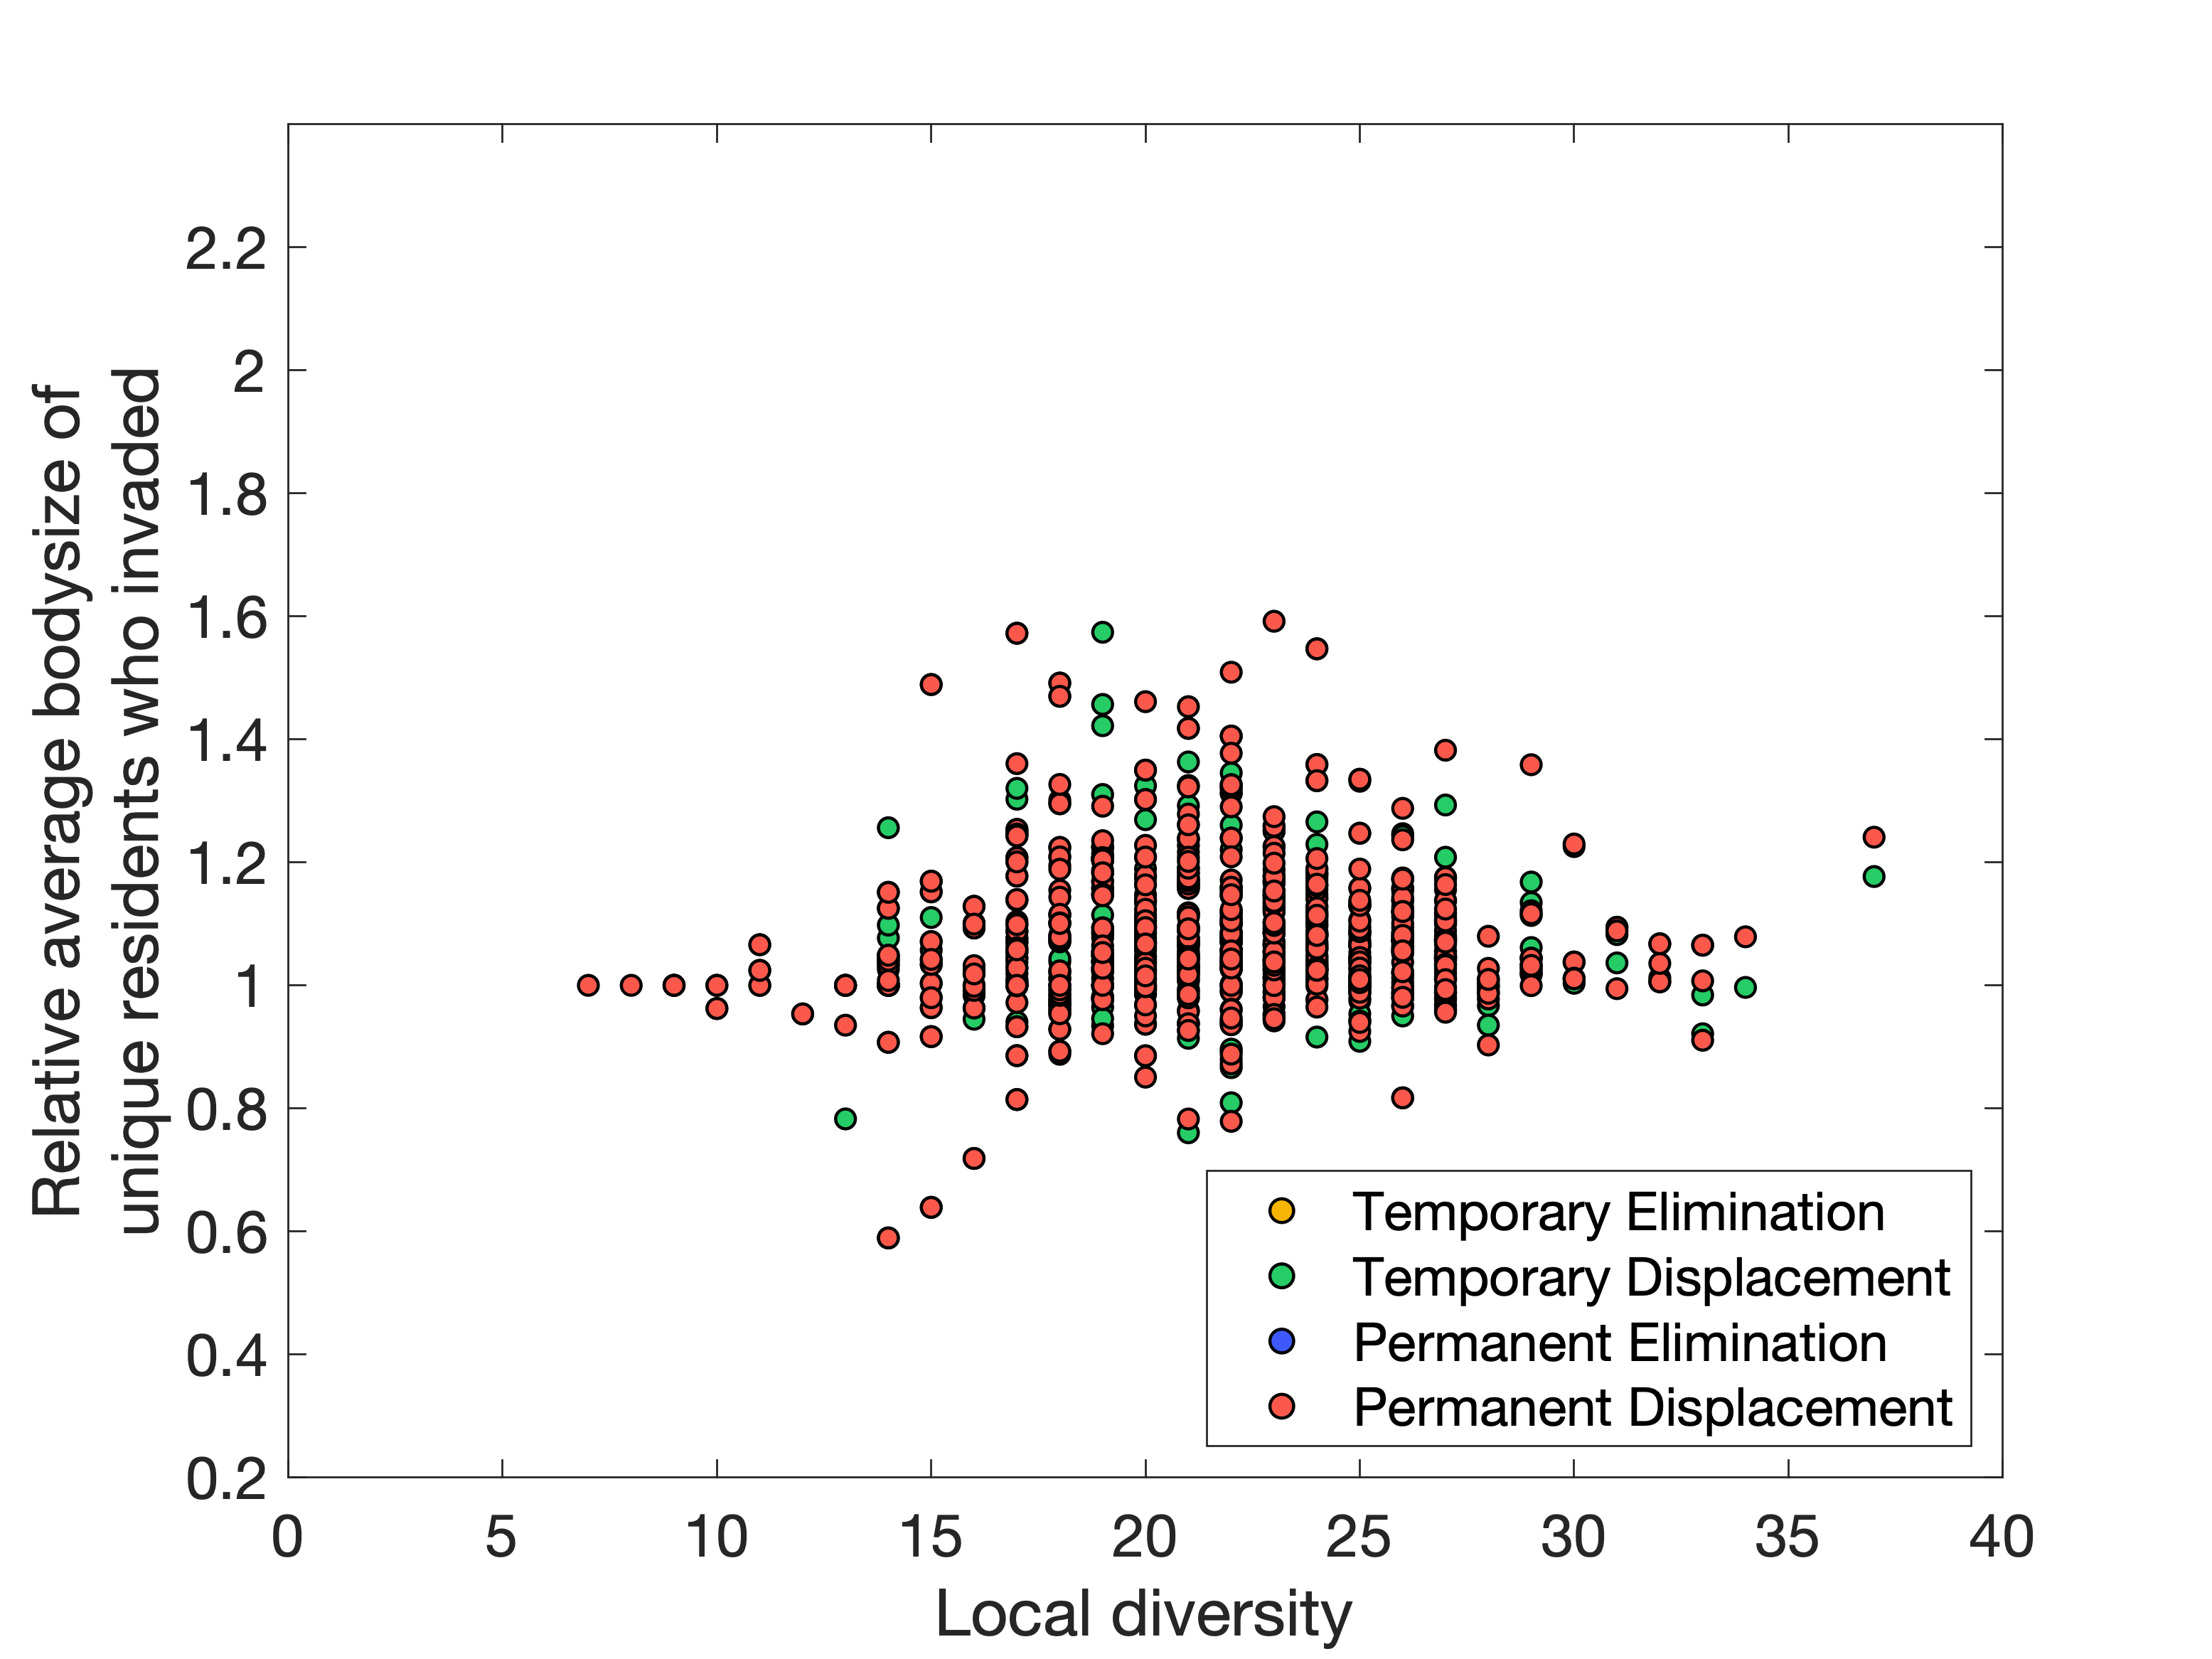 Relative average bodysize of
unique residents who invaded
2.2
2
1.8
1.6
1.4
1.2
1
0.8
0.6
0.4
0.2
0
5
10
15
20
25
30
35
40
Local diversity
Temporary Elimination
Temporary Displacement
Permanent Elimination
Permanent Displacement